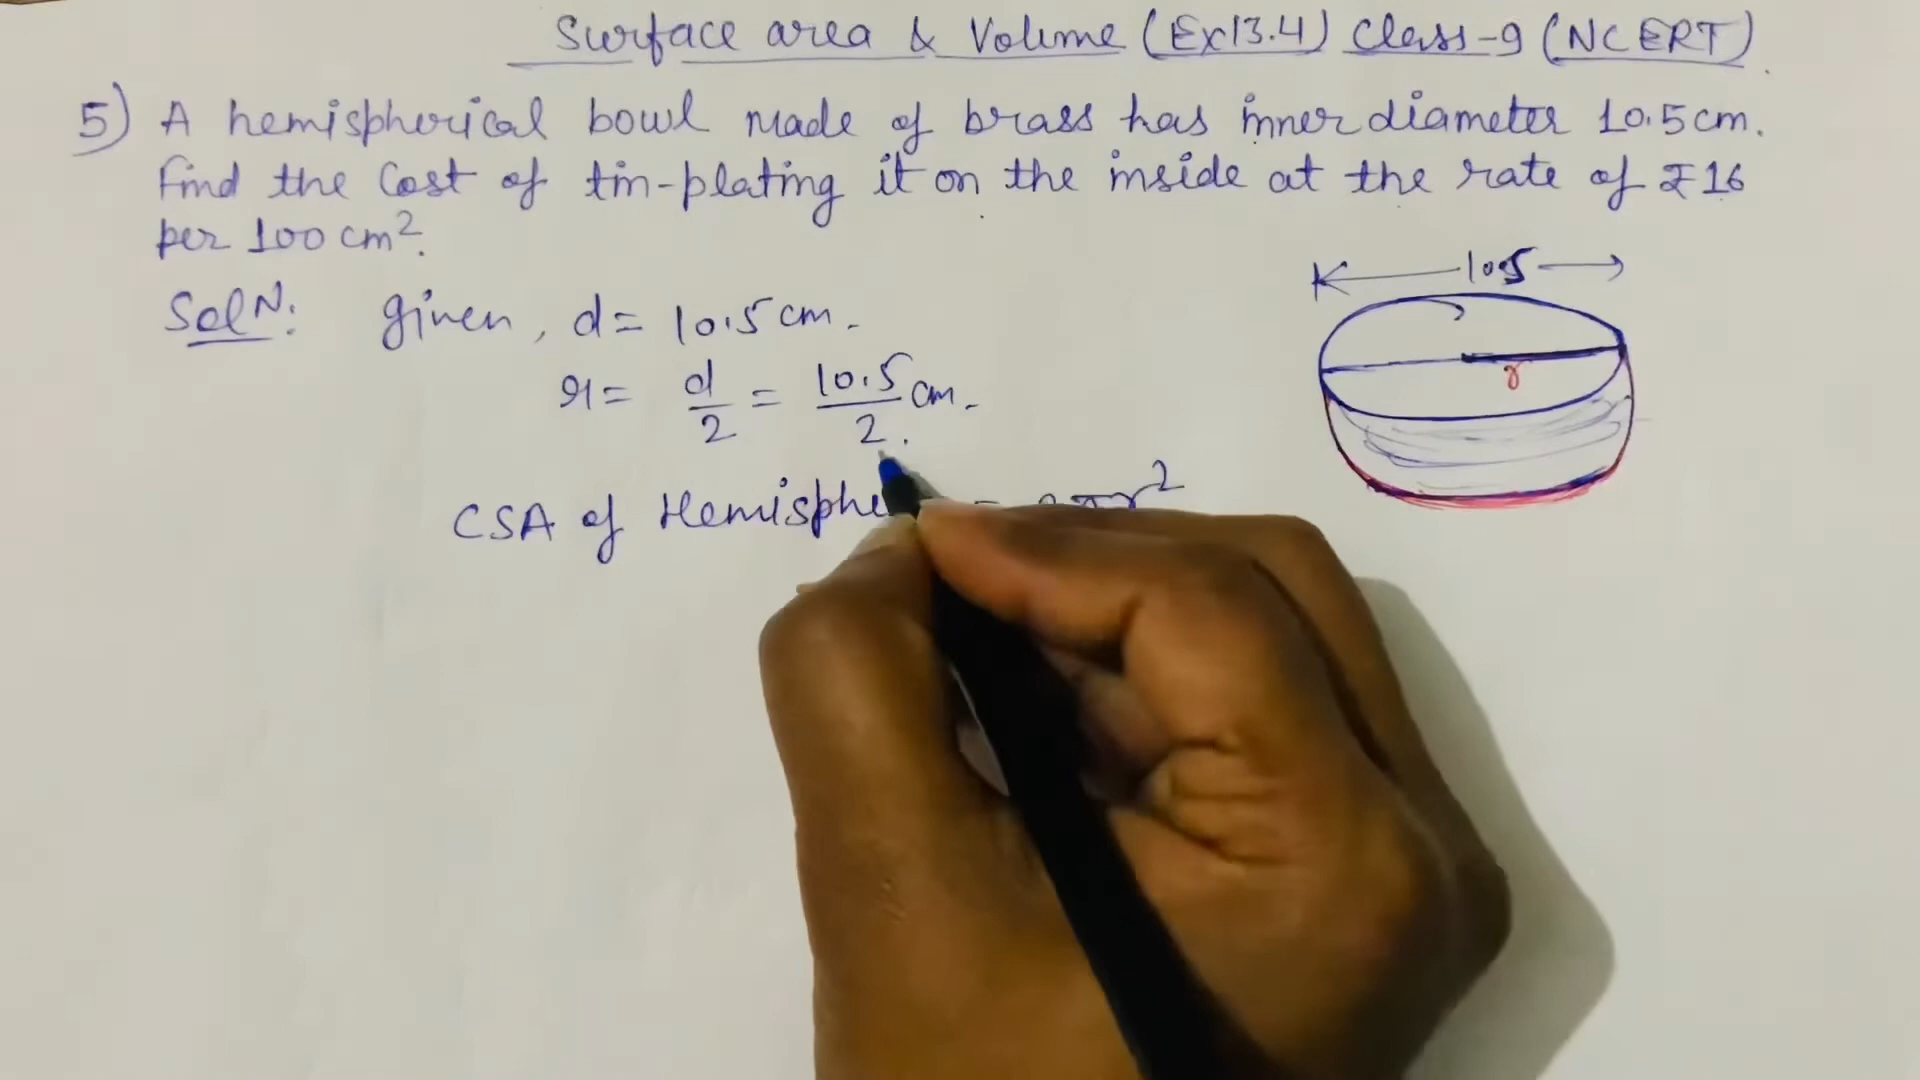 Surface area & Volume (Ex13.4) Class-9 (NCERT)
5) A hemispherical bowl made of brass has inner diameter 10.5cm.
Find the Cost of tin-plating it on the inside at the rate of ₹16
per 100 cm².
SolN: given, d = 10.5 cm.
r = d/2 = 10.5/2 cm.
CSA of Hemisphe = 2πr²
10.5
r